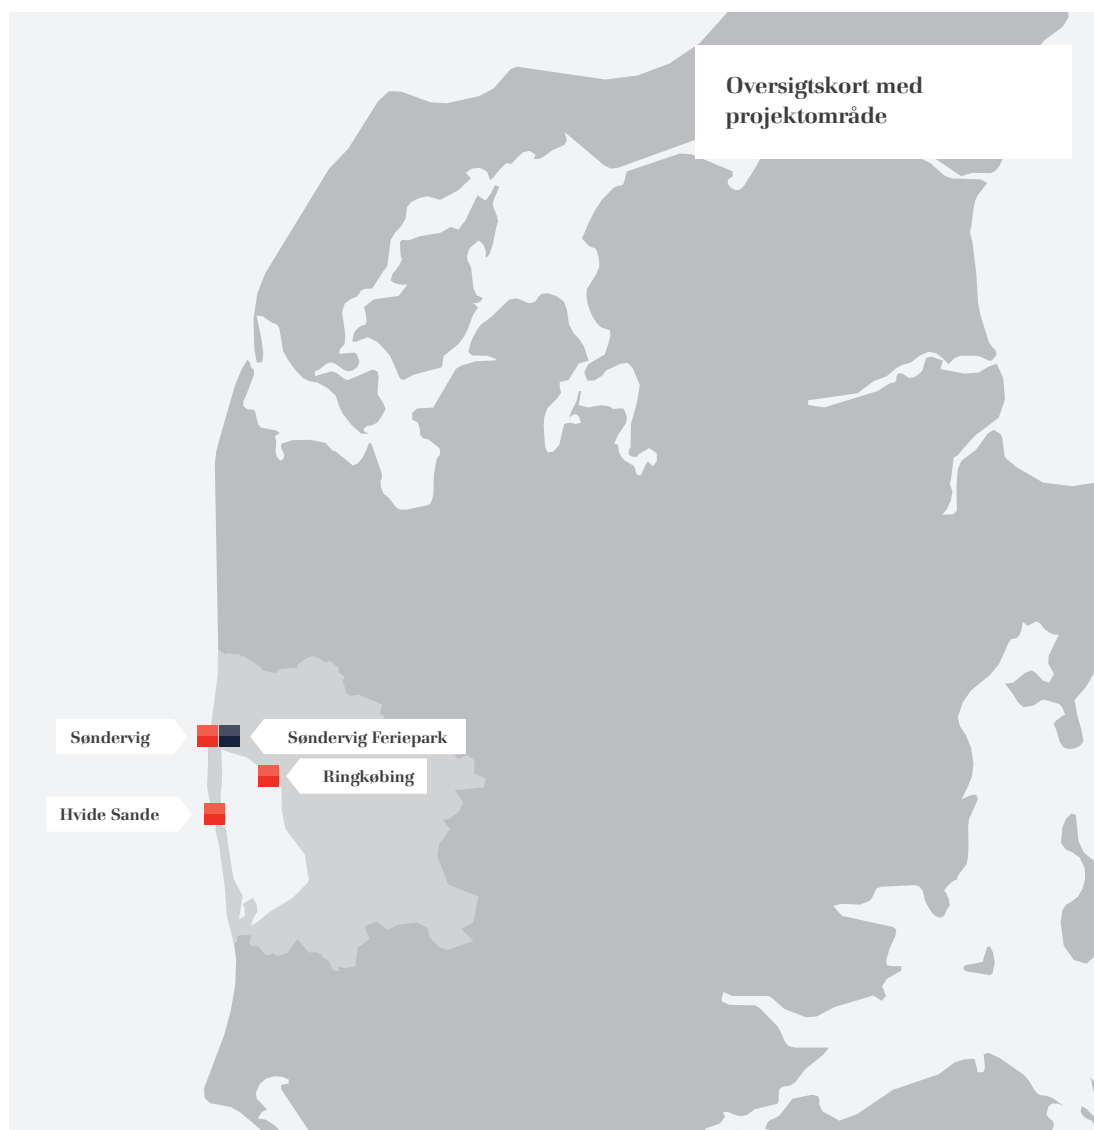 Oversigtskort med
projektområde
Søndervig
Søndervig Feriepark
Ringkøbing
Hvide Sande